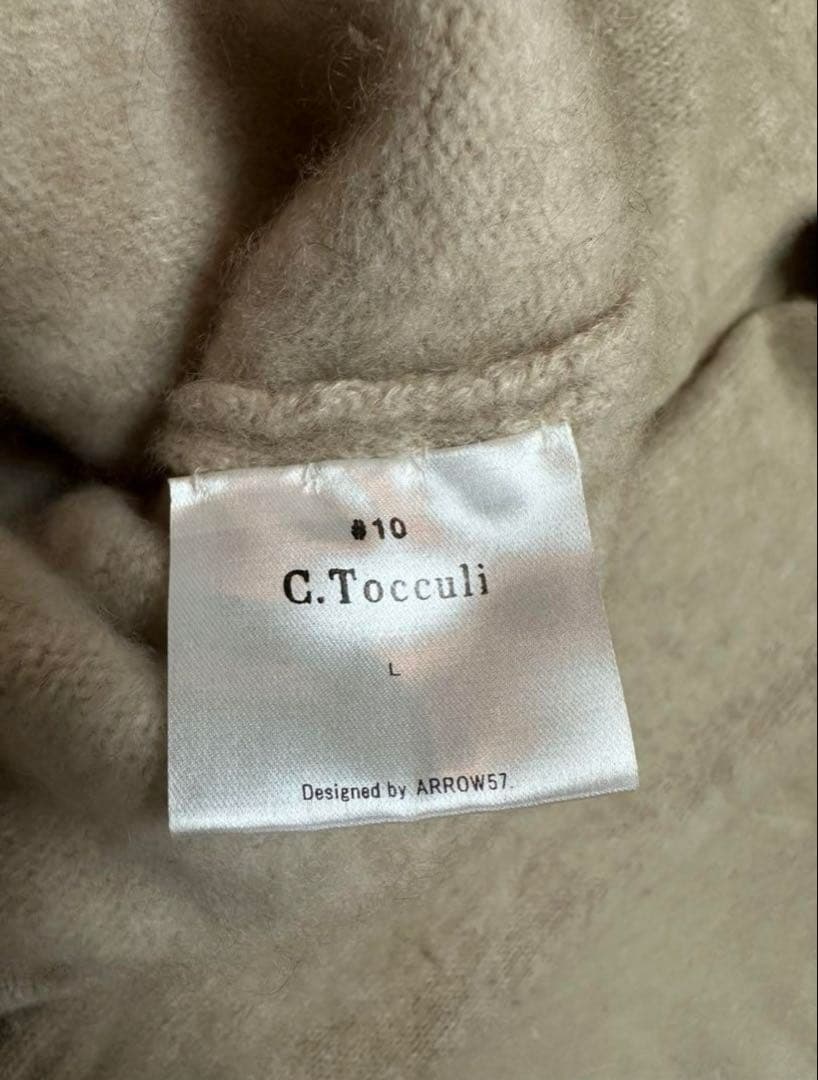 #10
C.Tocculi
L
Designed by ARROW57.